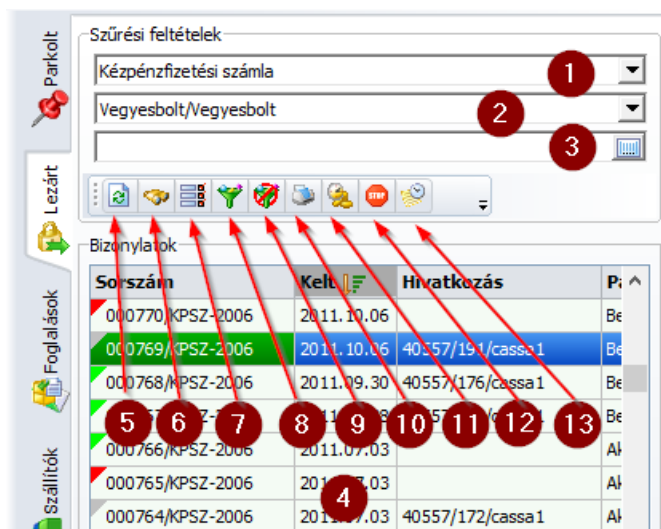 Szűrési feltételek
Parkolt
Kézpénzfizetési számla
1
Vegyesbolt/Vegyesbolt
2
3
Lezárt
STOP
Bizonylatok
Sorszám Kelt Hivatkozás
000770/KPSZ-2006 2011.10.06 Be
000769/KPSZ-2006 2011.10.06 40557/191/cassa1 Be
Foglalások
000768/KPSZ-2006 2011.09.30 40557/176/cassa1 Be
5 6 7 8 9 10 11 12 13
Be
000766/KPSZ-2006 2011.07.03 Ak
Szállítók
000765/KPSZ-2006 Ak
4
000764/KPSZ-2006 40557/172/cassa1 Ak